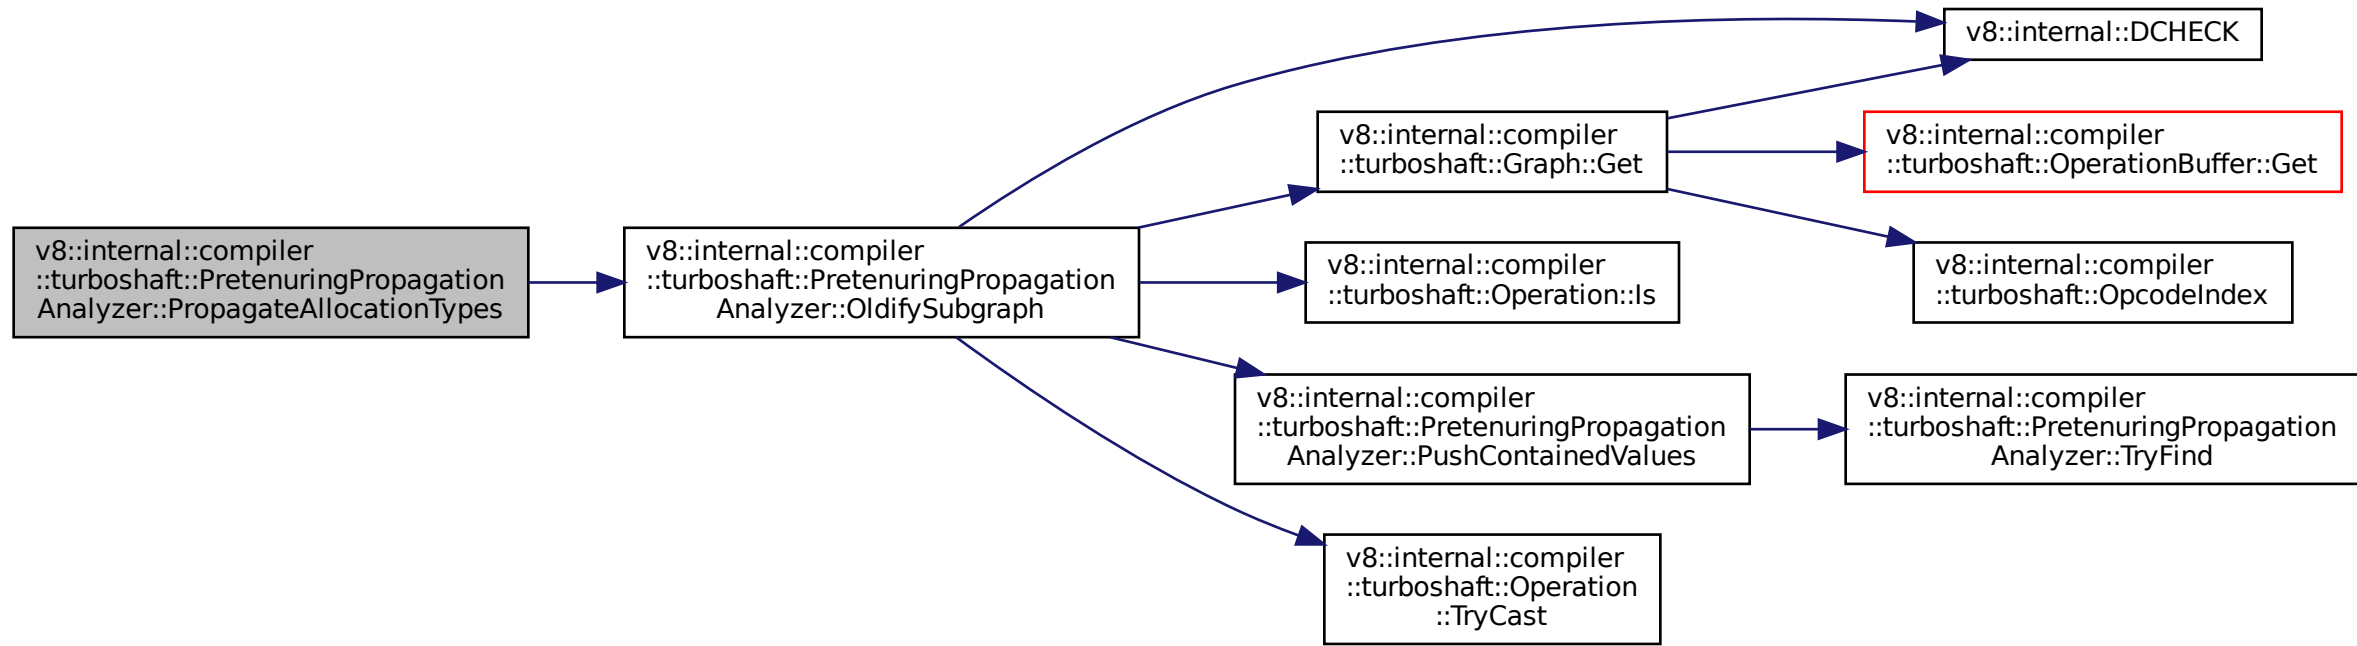 v8::internal::compiler
::turboshaft::PretenuringPropagation
Analyzer::PropagateAllocationTypes
v8::internal::compiler
::turboshaft::PretenuringPropagation
Analyzer::OldifySubgraph
v8::internal::DCHECK
v8::internal::compiler
::turboshaft::Graph::Get
v8::internal::compiler
::turboshaft::OperationBuffer::Get
v8::internal::compiler
::turboshaft::OpcodeIndex
v8::internal::compiler
::turboshaft::Operation::Is
v8::internal::compiler
::turboshaft::PretenuringPropagation
Analyzer::PushContainedValues
v8::internal::compiler
::turboshaft::PretenuringPropagation
Analyzer::TryFind
v8::internal::compiler
::turboshaft::Operation
::TryCast